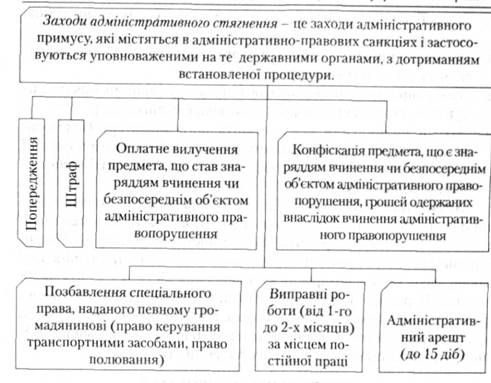 Заходи адміністративного стягнення – це заходи адміністративного
примусу, які містяться в адміністративно-правових санкціях і застосо-
вуються уповноваженими на те державними органами, з дотриманням
встановленої процедури.
Попередження
Штраф
Оплатне вилучення
предмета, що став зна-
ряддям вчинення чи
безпосереднім об’єктом
адміністративного пра-
вопорушення
Конфіскація предмета, що є зна-
ряддям вчинення чи безпосереднім
об’єктом адміністративного право-
порушення, грошей одержаних
внаслідок вчинення адміністратив-
ного правопорушення
Позбавлення спеціального
права, наданого певному гро-
мадянинові (право керування
транспортними засобами, право
полювання)
Виправні ро-
боти (від 1-го
до 2-х місяців)
за місцем по-
стійної праці
Адміністратив-
ний арешт
(до 15 діб)